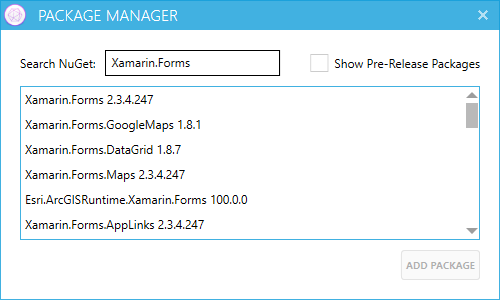 PACKAGE MANAGER
Search NuGet: Xamarin.Forms Show Pre-Release Packages
Xamarin.Forms 2.3.4.247
Xamarin.Forms.GoogleMaps 1.8.1
Xamarin.Forms.DataGrid 1.8.7
Xamarin.Forms.Maps 2.3.4.247
Esri.ArcGISRuntime.Xamarin.Forms 100.0.0
Xamarin.Forms.AppLinks 2.3.4.247
ADD PACKAGE